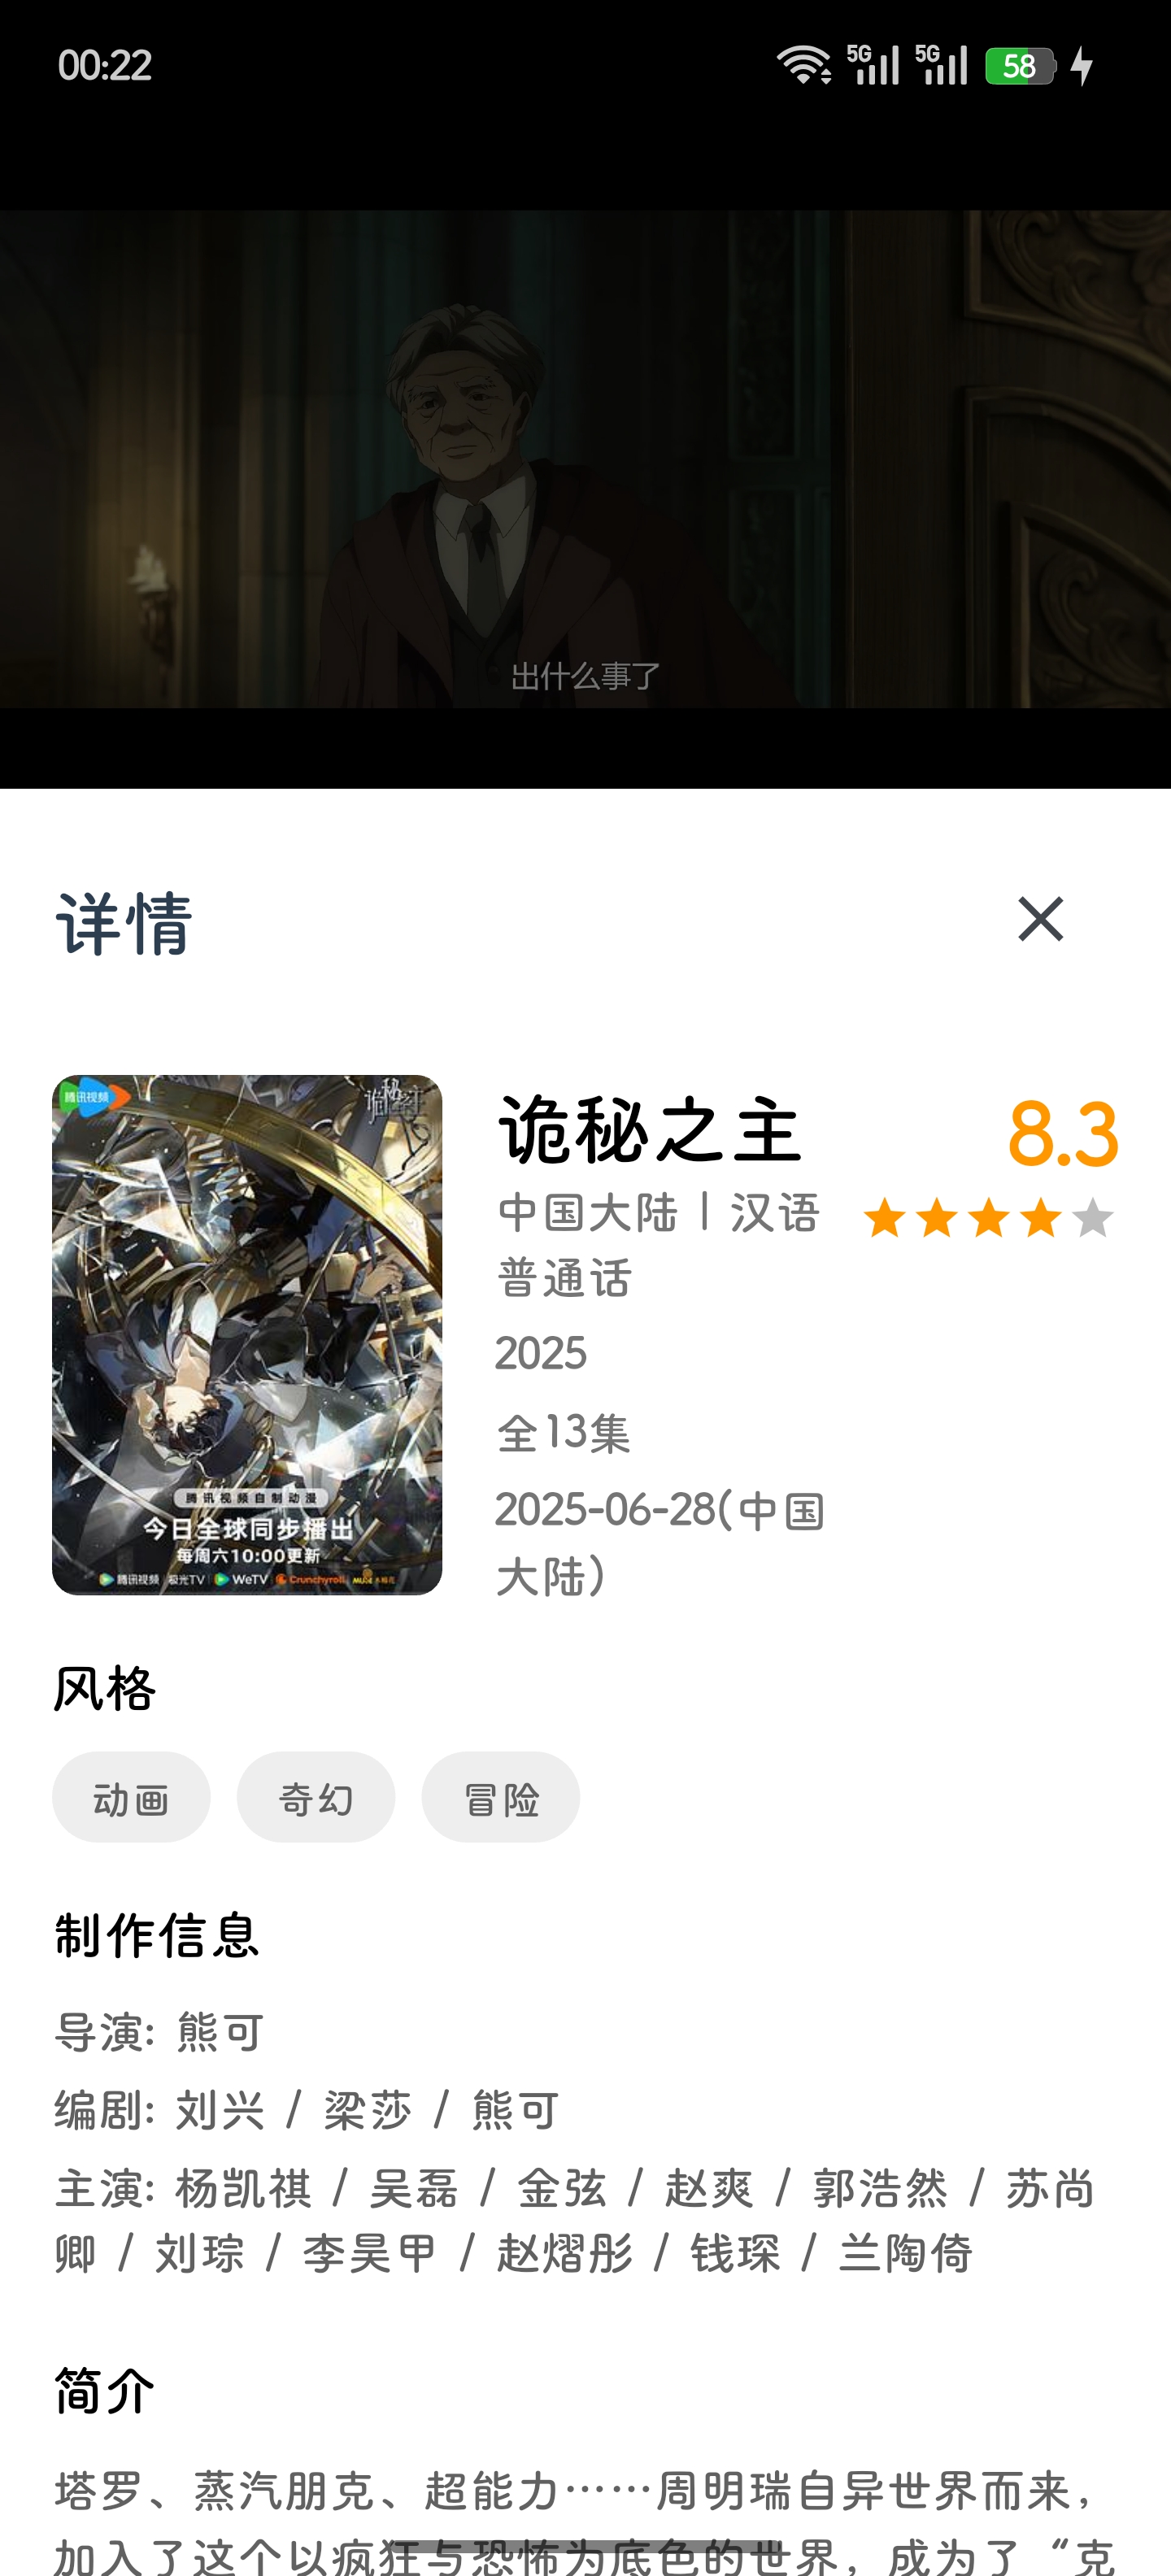 00:22
5G
5G
58
出什么事了
详情
腾讯视频
诡秘之主
诡秘之主
8.3
中国大陆 | 汉语
普通话
2025
全13集
2025-06-28(中国
大陆)
腾讯视频自制动漫
今日全球同步播出
每周六10:00更新
腾讯视频 极光TV WeTV Crunchyroll
风格
动画
奇幻
冒险
制作信息
导演: 熊可
编剧: 刘兴 / 梁莎 / 熊可
主演: 杨凯祺 / 吴磊 / 金弦 / 赵爽 / 郭浩然 / 苏尚
卿 / 刘琮 / 李昊甲 / 赵熠彤 / 钱琛 / 兰陶倚
简介
塔罗、蒸汽朋克、超能力……周明瑞自异世界而来，
加入了这个以疯狂与恐怖为底色的世界，成为了“克